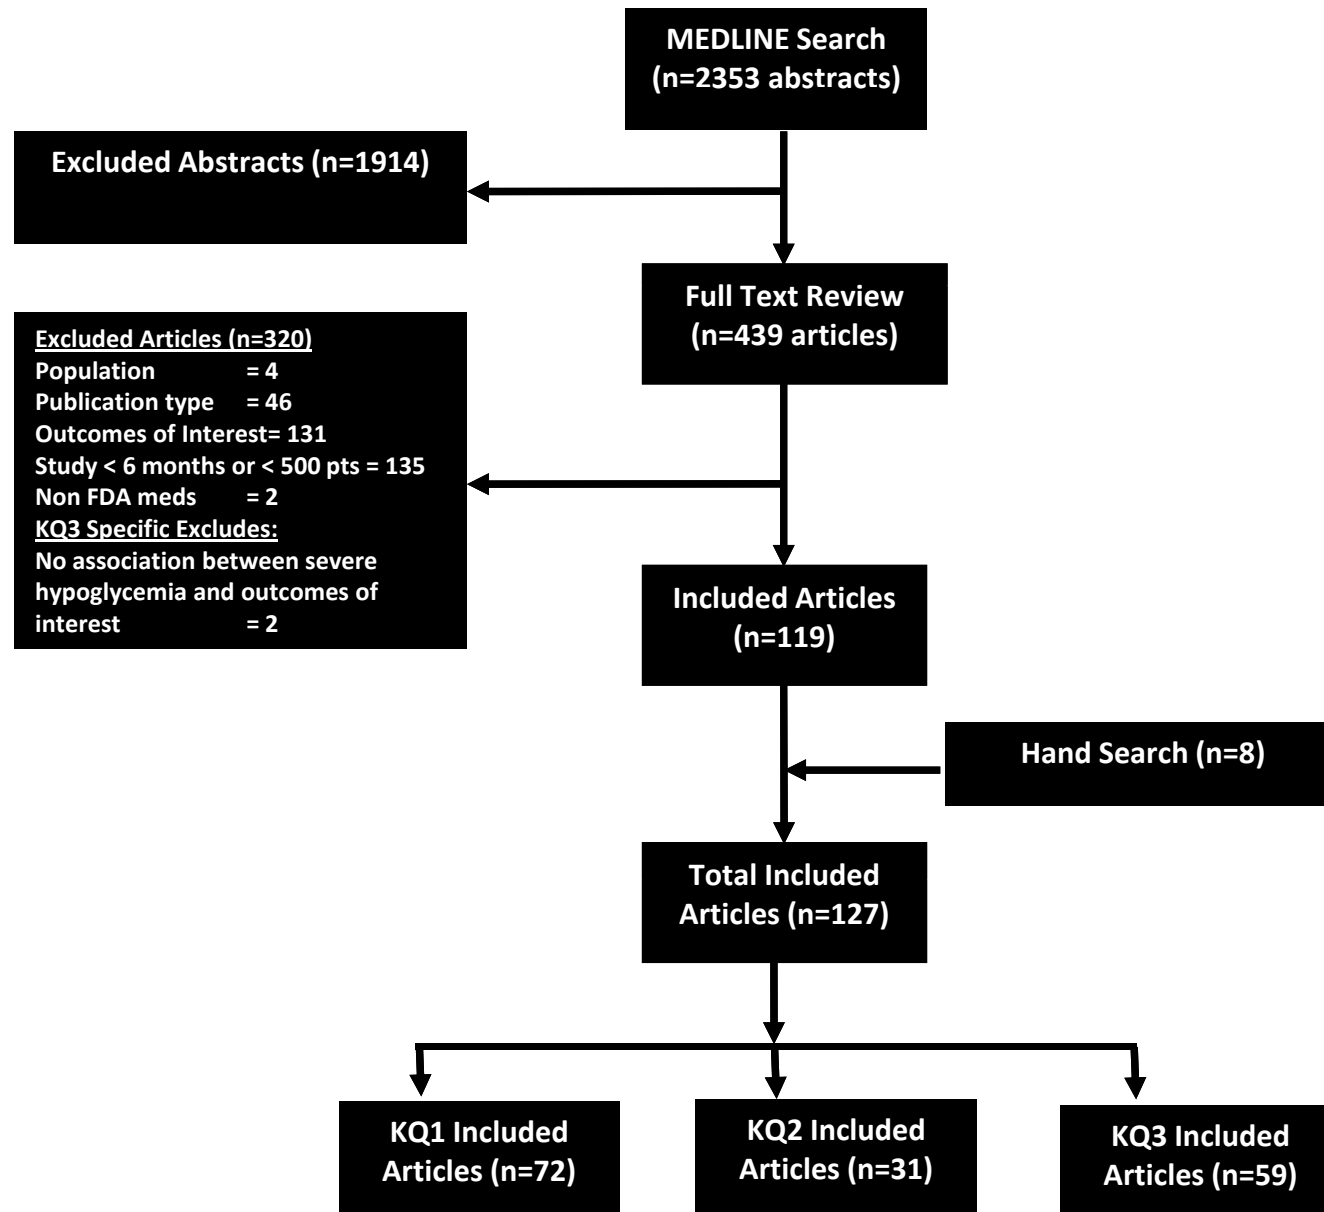 MEDLINE Search
(n=2353 abstracts)
Excluded Abstracts (n=1914)
Full Text Review
(n=439 articles)
Excluded Articles (n=320)
Population = 4
Publication type = 46
Outcomes of Interest= 131
Study < 6 months or < 500 pts = 135
Non FDA meds = 2
KQ3 Specific Excludes:
No association between severe
hypoglycemia and outcomes of
interest = 2
Included Articles
(n=119)
Hand Search (n=8)
Total Included
Articles (n=127)
KQ1 Included
Articles (n=72)
KQ2 Included
Articles (n=31)
KQ3 Included
Articles (n=59)